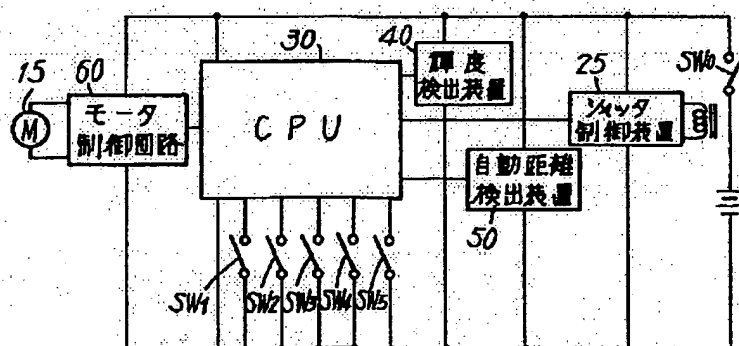 30
40
15
60
25
SW0
輝度
検出装置
モータ
制御回路
CPU
シャッタ
制御装置
M
自動距離
検出装置
50
SW1
SW2
SW3
SW4
SW5